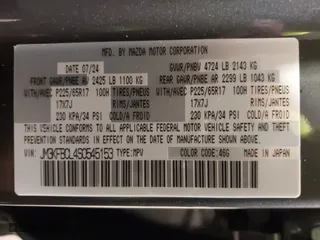 MFD. BY MAZDA MOTOR CORPORATION
DATE 07/24 GVWR/PNBV 4724 LB 2143 KG
FRONT GAWR/PNBE AV 2425 LB 1100 KG REAR GAWR/PNBE AR 2299 LB 1043 KG
WITH/AVEC P225/65R17 100H TIRES/PNEUS WITH/AVEC P225/65R17 100H TIRES/PNEUS
17X7J RIMS/JANTES 17X7J RIMS/JANTES
230 KPA/34 PSI COLD/A FROID 230 KPA/34 PSI COLD/A FROID
THIS VEHICLE CONFORMS TO ALL APPLICABLE FEDERAL MOTOR VEHICLE SAFETY AND THEFT
PREVENTION STANDARDS IN EFFECT ON THE DATE OF MANUFACTURE SHOWN ABOVE.
VIN: TYPE:MPV COLOR CODE:46G MADE IN JAPAN